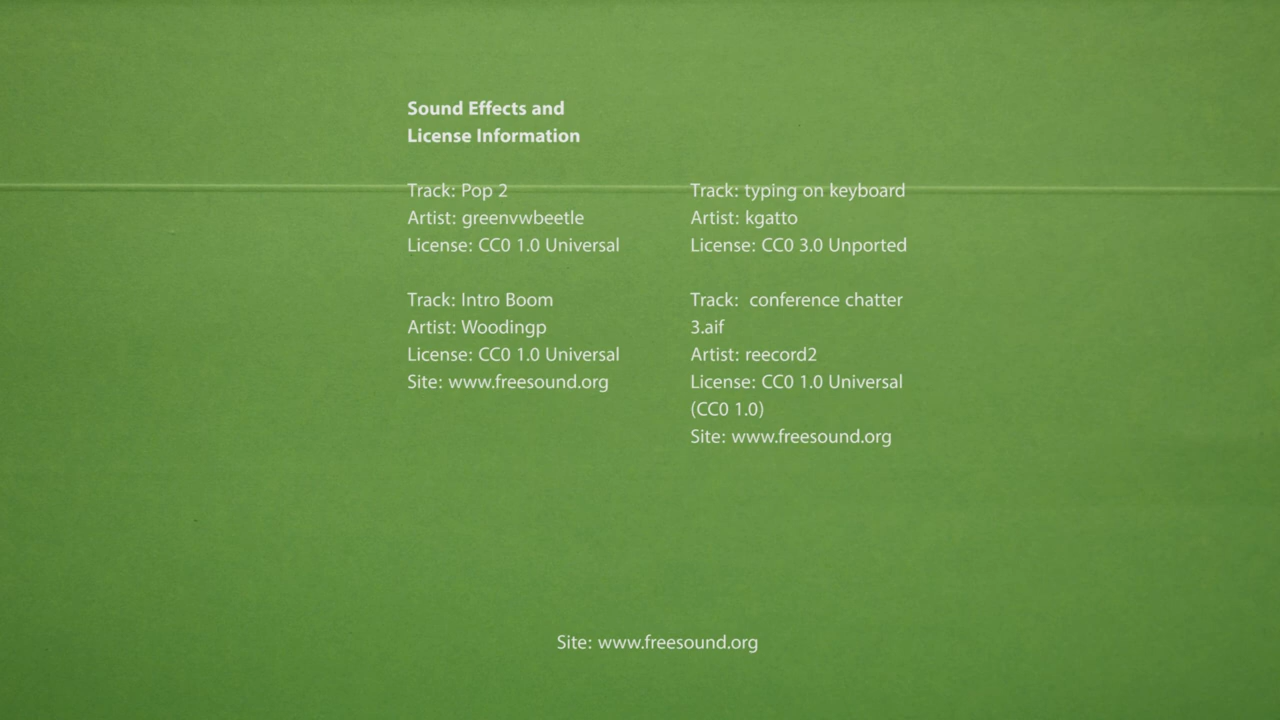 Sound Effects and
License Information
Track: Pop 2
Artist: greenvwbeetle
License: CC0 1.0 Universal
Track: Intro Boom
Artist: Woodingp
License: CC0 1.0 Universal
Site: www.freesound.org
Track: typing on keyboard
Artist: kgatto
License: CC0 3.0 Unported
Track:  conference chatter
3.aif
Artist: reecord2
License: CC0 1.0 Universal
(CC0 1.0)
Site: www.freesound.org
Site: www.freesound.org